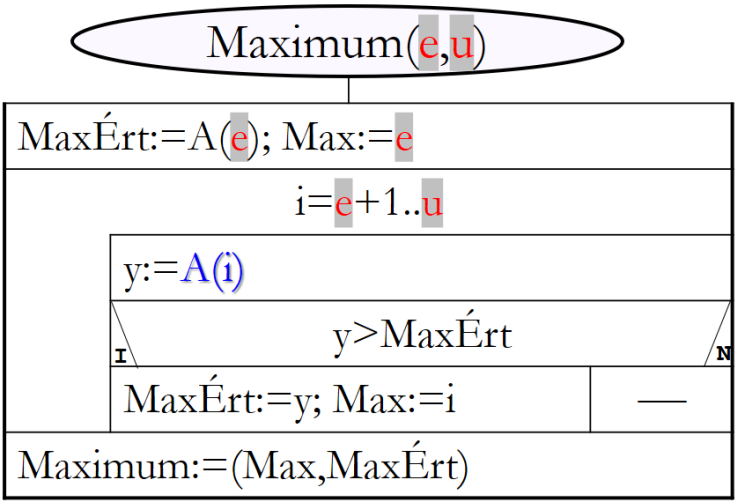 Maximum(e,u)
MaxÉrt:=A(e); Max:=e
i=e+1..u
y:=A(i)
y>MaxÉrt
I
N
MaxÉrt:=y; Max:=i
—
Maximum:=(Max,MaxÉrt)